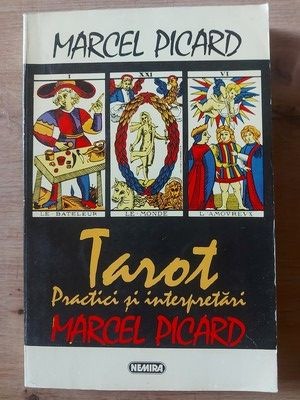 MARCEL PICARD
I
XXI
VI
LE BATELEUR
LE MONDE
L'AMOVREVX
Tarot
Practici și interpretări
MARCEL PICARD
NEMIRA